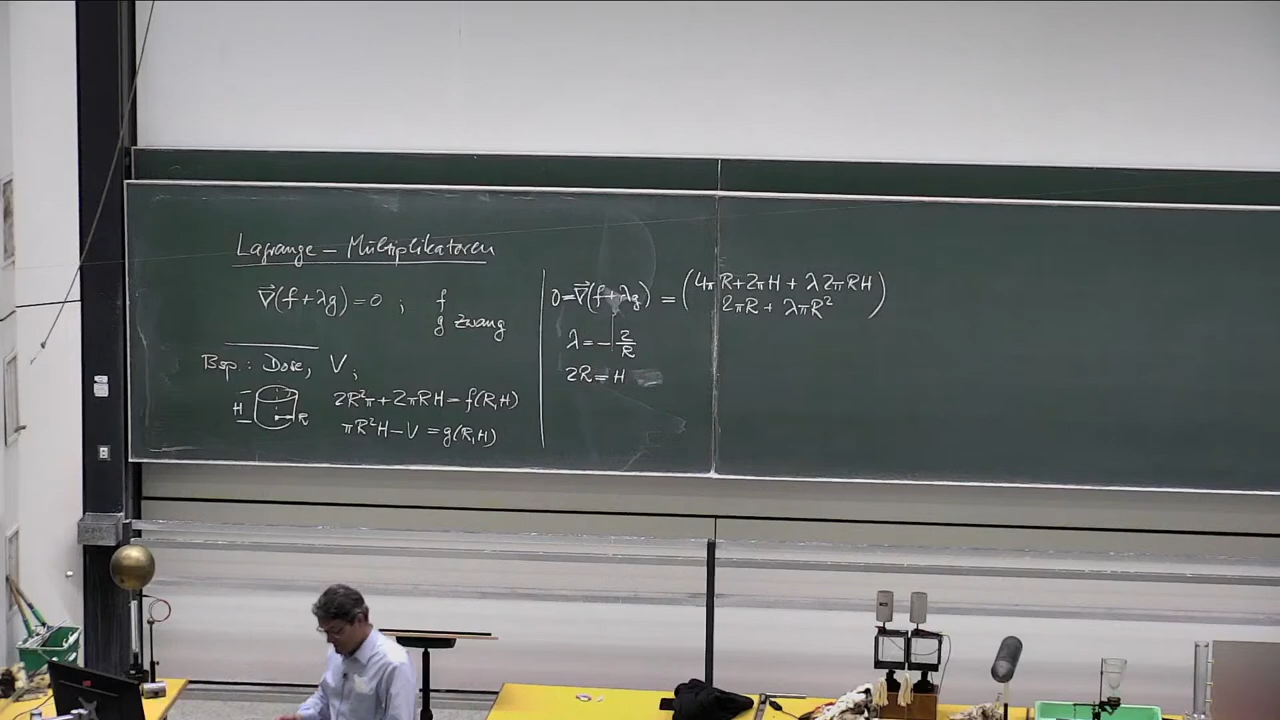 Lagrange – Multiplikatoren
∇⃗(f+λg)=0 ; f
g Zwang
Bsp.: Dose, V,
H R
2R²π+2πRH=f(R,H)
πR²H–V=g(R,H)
0=∇⃗(f+λg) = (4πR+2πH+λ2πRH
2πR+λπR²)
λ=–2/R
2R=H